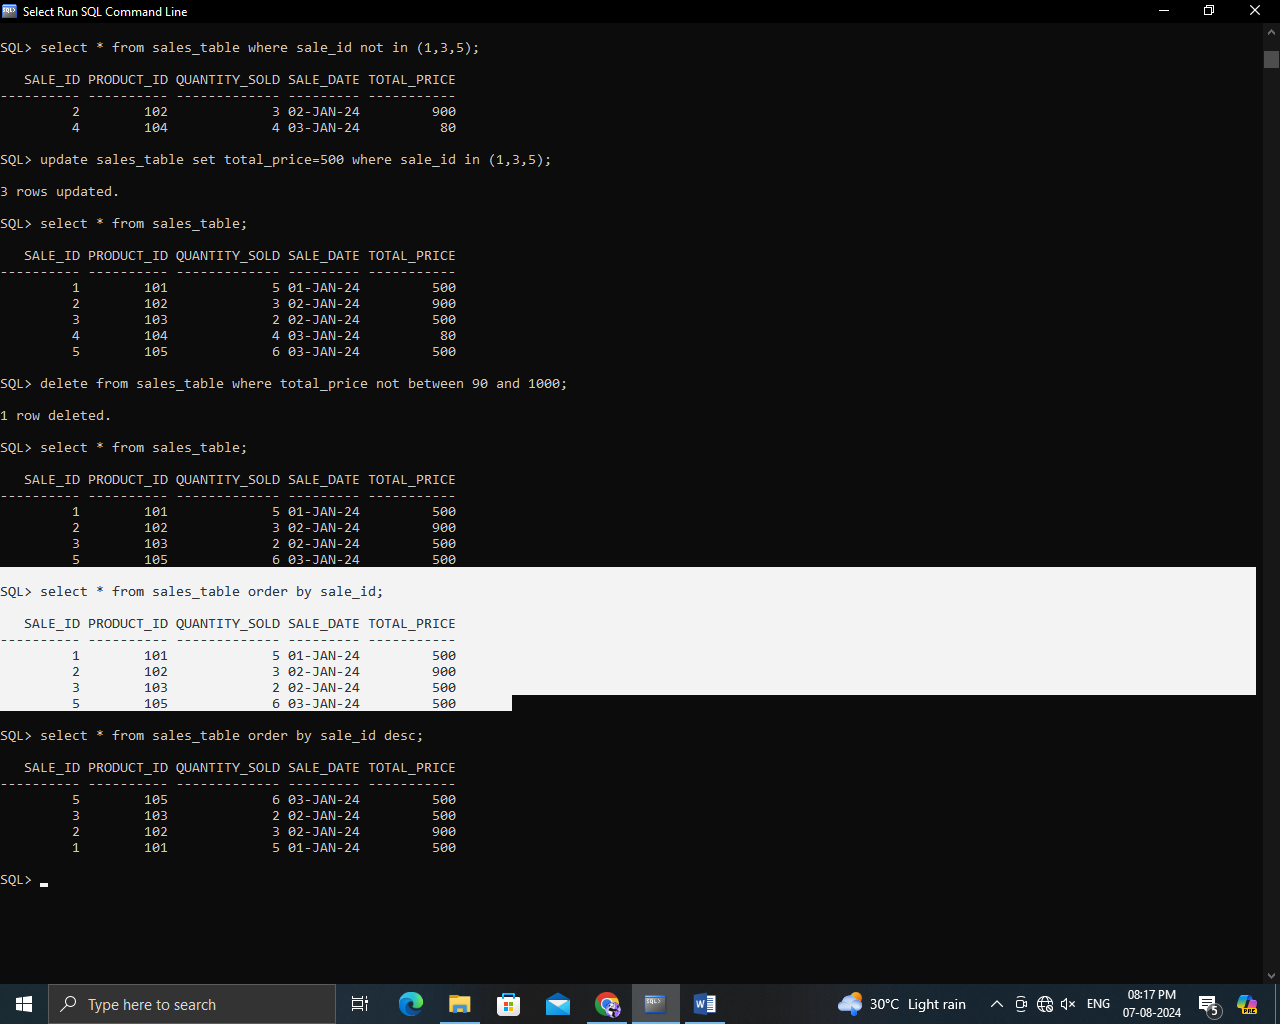 Select Run SQL Command Line
SQL> select * from sales_table where sale_id not in (1,3,5);
   SALE_ID PRODUCT_ID QUANTITY_SOLD SALE_DATE TOTAL_PRICE
---------- ---------- ------------- --------- -----------
         2        102             3 02-JAN-24         900
         4        104             4 03-JAN-24          80
SQL> update sales_table set total_price=500 where sale_id in (1,3,5);
3 rows updated.
SQL> select * from sales_table;
   SALE_ID PRODUCT_ID QUANTITY_SOLD SALE_DATE TOTAL_PRICE
---------- ---------- ------------- --------- -----------
         1        101             5 01-JAN-24         500
         2        102             3 02-JAN-24         900
         3        103             2 02-JAN-24         500
         4        104             4 03-JAN-24          80
         5        105             6 03-JAN-24         500
SQL> delete from sales_table where total_price not between 90 and 1000;
1 row deleted.
SQL> select * from sales_table;
   SALE_ID PRODUCT_ID QUANTITY_SOLD SALE_DATE TOTAL_PRICE
---------- ---------- ------------- --------- -----------
         1        101             5 01-JAN-24         500
         2        102             3 02-JAN-24         900
         3        103             2 02-JAN-24         500
         5        105             6 03-JAN-24         500
SQL> select * from sales_table order by sale_id;
   SALE_ID PRODUCT_ID QUANTITY_SOLD SALE_DATE TOTAL_PRICE
---------- ---------- ------------- --------- -----------
         1        101             5 01-JAN-24         500
         2        102             3 02-JAN-24         900
         3        103             2 02-JAN-24         500
         5        105             6 03-JAN-24         500
SQL> select * from sales_table order by sale_id desc;
   SALE_ID PRODUCT_ID QUANTITY_SOLD SALE_DATE TOTAL_PRICE
---------- ---------- ------------- --------- -----------
         5        105             6 03-JAN-24         500
         3        103             2 02-JAN-24         500
         2        102             3 02-JAN-24         900
         1        101             5 01-JAN-24         500
SQL> _
Type here to search
30°C Light rain
ENG
08:17 PM
07-08-2024
5
PRE